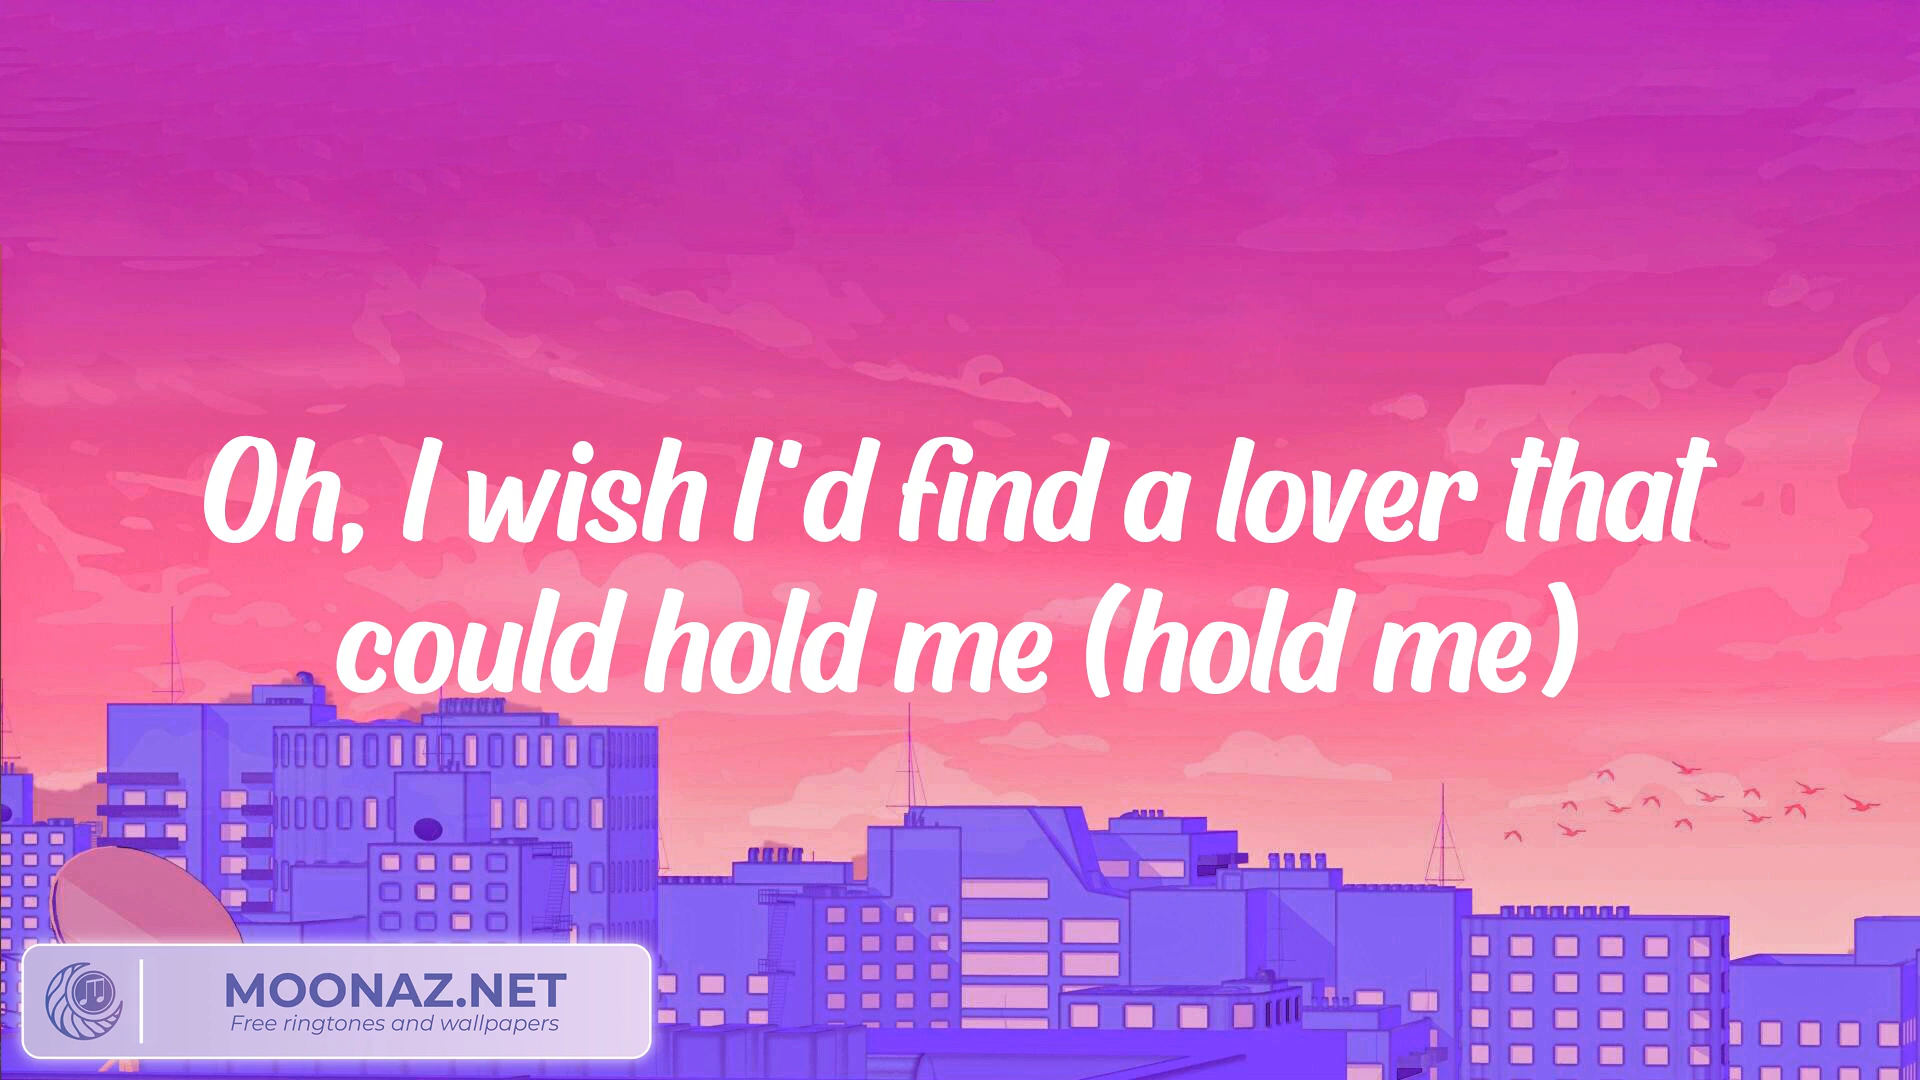 Oh, I wish I'd find a lover that
could hold me (hold me)
MOONAZ.NET
Free ringtones and wallpapers